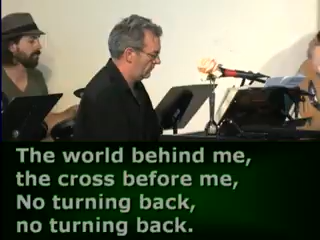 The world behind me,
the cross before me,
No turning back,
no turning back.